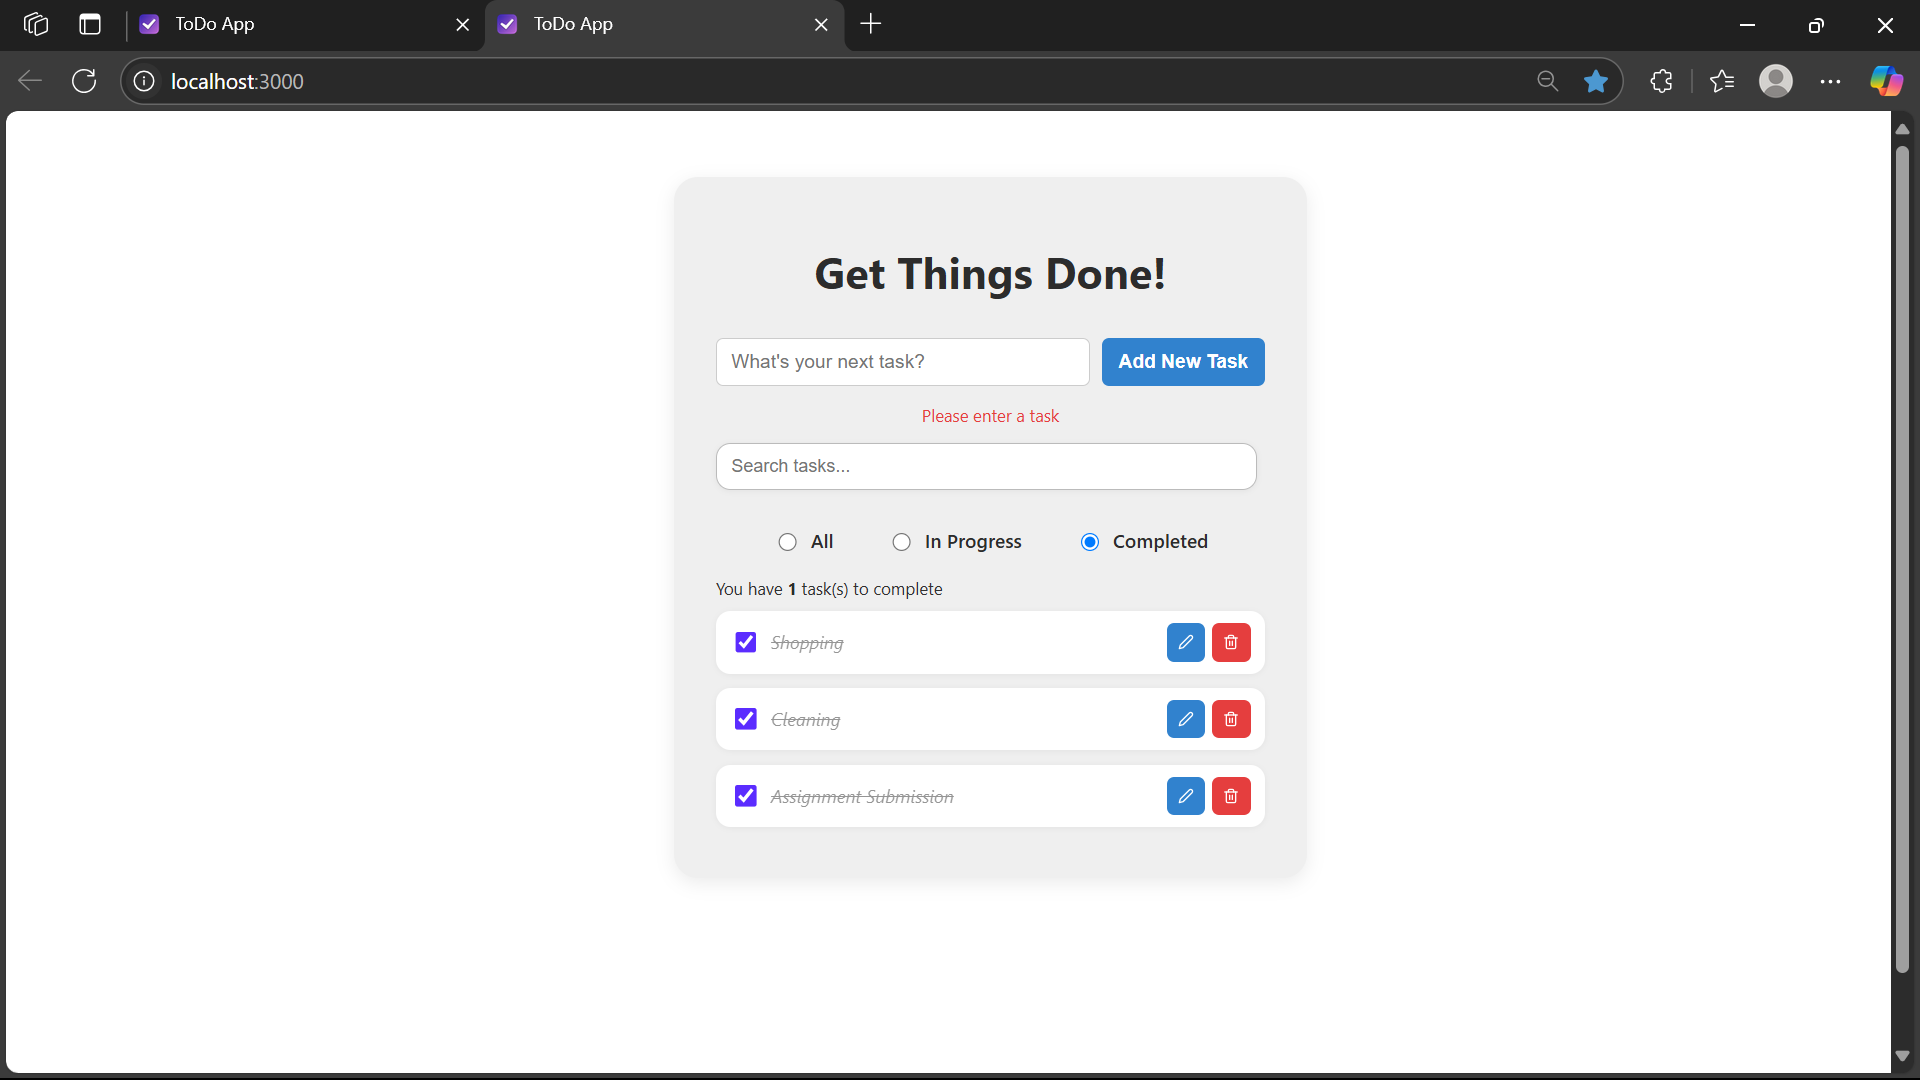 ToDo App
ToDo App
localhost:3000
Get Things Done!
What's your next task?
Add New Task
Please enter a task
Search tasks...
All
In Progress
Completed
You have 1 task(s) to complete
Shopping
Cleaning
Assignment Submission